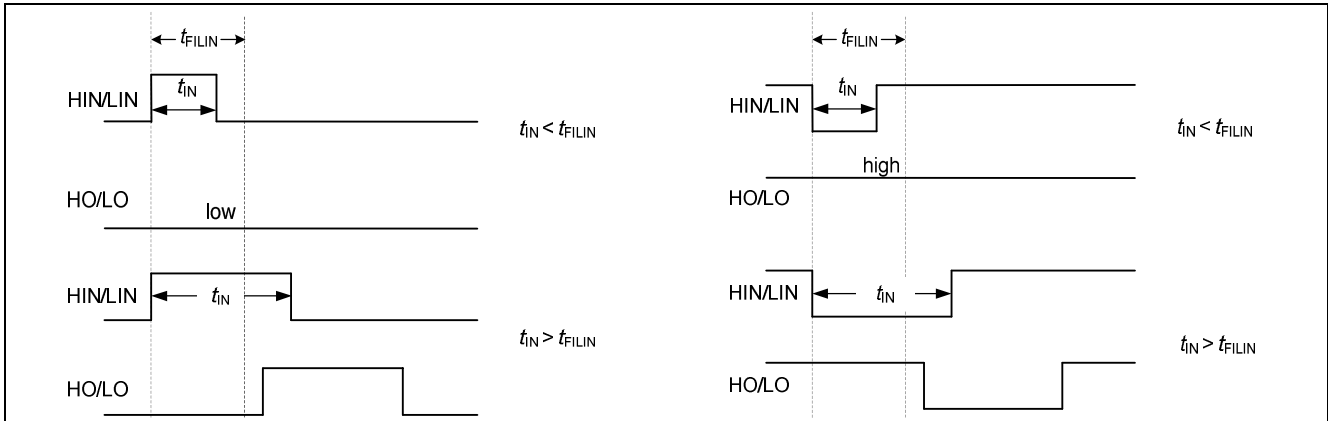 tFILIN
HIN/LIN
tIN
tIN < tFILIN
HO/LO
low
HIN/LIN
tIN
tIN > tFILIN
HO/LO
tFILIN
HIN/LIN
tIN
tIN < tFILIN
high
HO/LO
HIN/LIN
tIN
tIN > tFILIN
HO/LO